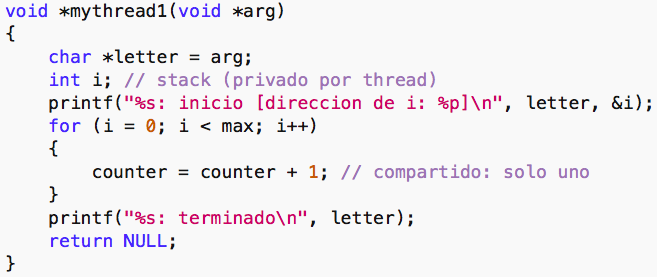 void *mythread1(void *arg)
{
    char *letter = arg;
    int i; // stack (privado por thread)
    printf("%s: inicio [direccion de i: %p]\n", letter, &i);
    for (i = 0; i < max; i++)
    {
        counter = counter + 1; // compartido: solo uno
    }
    printf("%s: terminado\n", letter);
    return NULL;
}